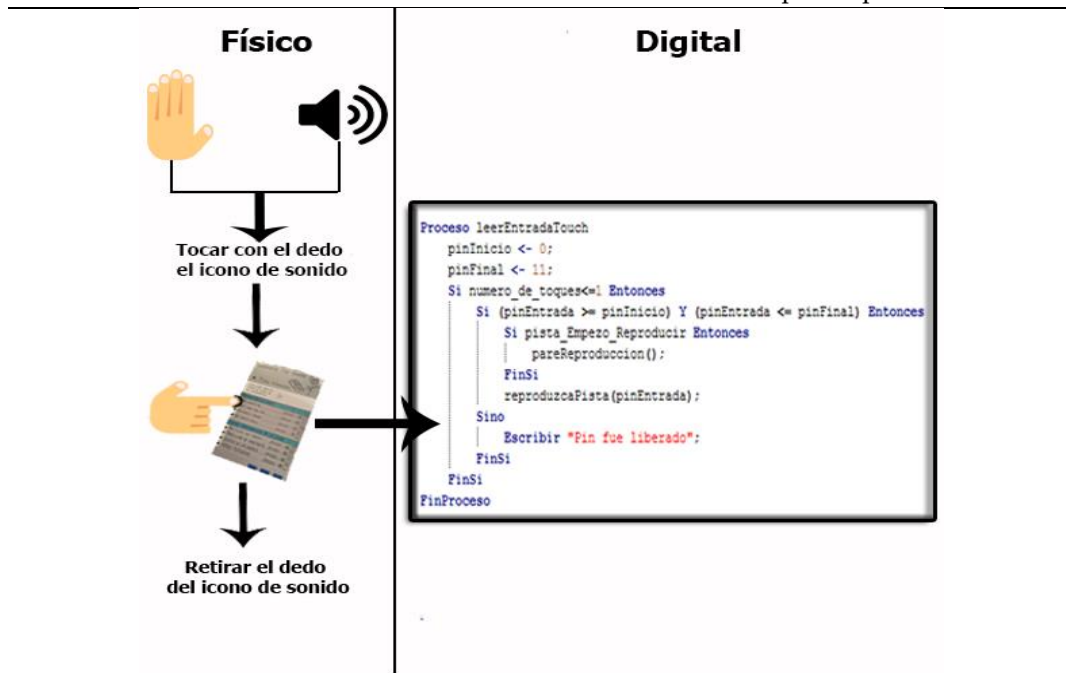 Físico
Digital
Tocar con el dedo
el icono de sonido
Proceso leerEntradaTouch
pinInicio <- 0;
pinFinal <- 11;
Si numero_de_toques<=1 Entonces
Si (pinEntrada >= pinInicio) Y (pinEntrada <= pinFinal) Entonces
Si pista_Empezo_Reproducir Entonces
pareReproduccion();
FinSi
reproduzcaPista(pinEntrada);
Sino
Escribir "Pin fue liberado";
FinSi
FinSi
FinProceso
Retirar el dedo
del icono de sonido